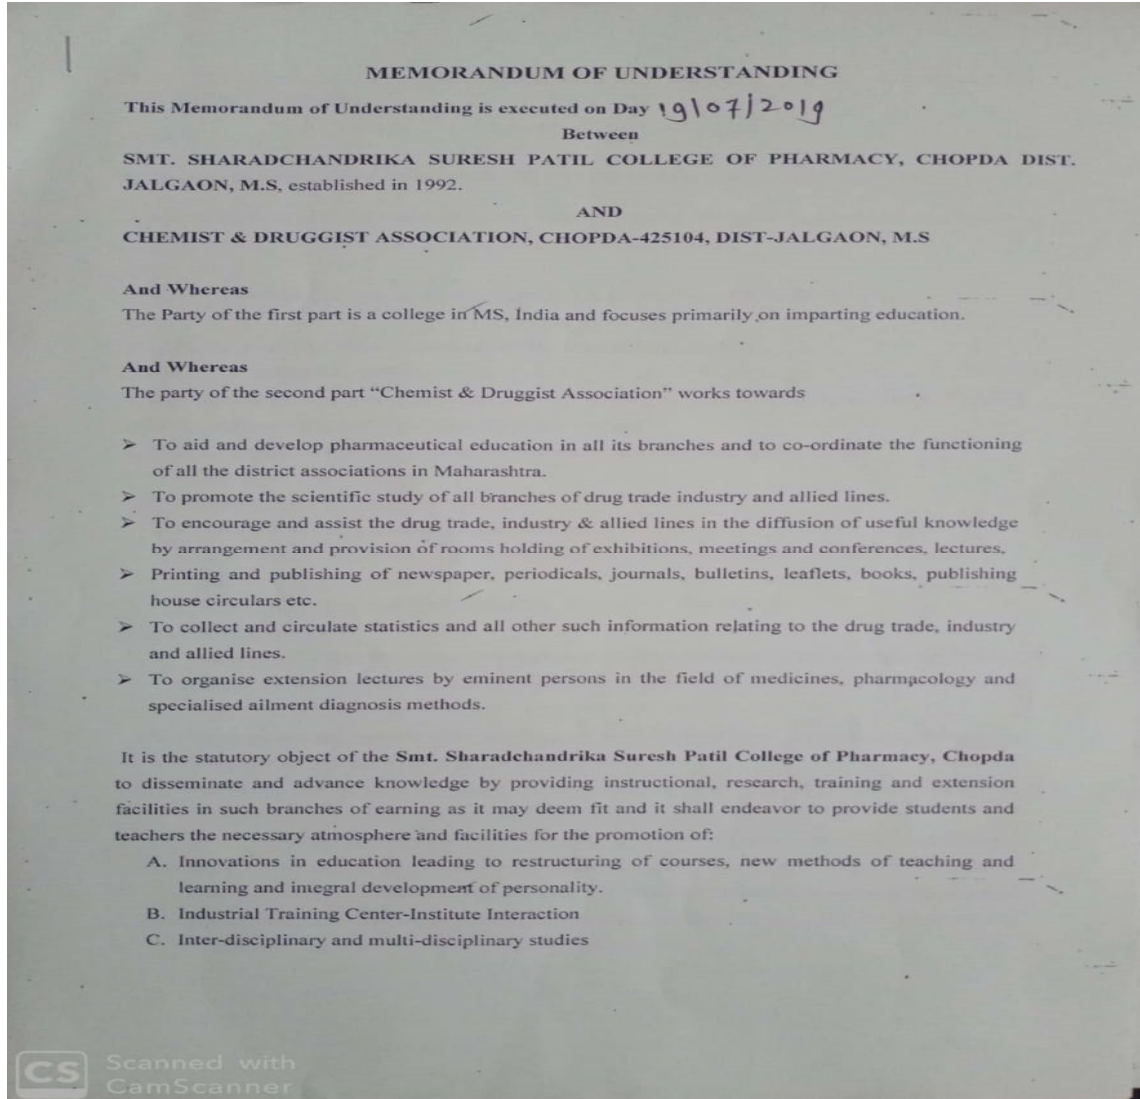 MEMORANDUM OF UNDERSTANDING
This Memorandum of Understanding is executed on Day 19/07/2019
Between
SMT. SHARADCHANDRIKA SURESH PATIL COLLEGE OF PHARMACY, CHOPDA DIST.
JALGAON, M.S, established in 1992.
AND
CHEMIST & DRUGGIST ASSOCIATION, CHOPDA-425104, DIST-JALGAON, M.S
And Whereas
The Party of the first part is a college in MS, India and focuses primarily on imparting education.
And Whereas
The party of the second part “Chemist & Druggist Association” works towards
➤ To aid and develop pharmaceutical education in all its branches and to co-ordinate the functioning
of all the district associations in Maharashtra.
➤ To promote the scientific study of all branches of drug trade industry and allied lines.
➤ To encourage and assist the drug trade, industry & allied lines in the diffusion of useful knowledge
by arrangement and provision of rooms holding of exhibitions, meetings and conferences, lectures,
➤ Printing and publishing of newspaper, periodicals, journals, bulletins, leaflets, books, publishing
house circulars etc.
➤ To collect and circulate statistics and all other such information relating to the drug trade, industry
and allied lines.
➤ To organise extension lectures by eminent persons in the field of medicines, pharmacology and
specialised ailment diagnosis methods.
It is the statutory object of the Smt. Sharadchandrika Suresh Patil College of Pharmacy, Chopda
to disseminate and advance knowledge by providing instructional, research, training and extension
facilities in such branches of earning as it may deem fit and it shall endeavor to provide students and
teachers the necessary atmosphere and facilities for the promotion of:
A. Innovations in education leading to restructuring of courses, new methods of teaching and
learning and integral development of personality.
B. Industrial Training Center-Institute Interaction
C. Inter-disciplinary and multi-disciplinary studies
CS Scanned with
CamScanner